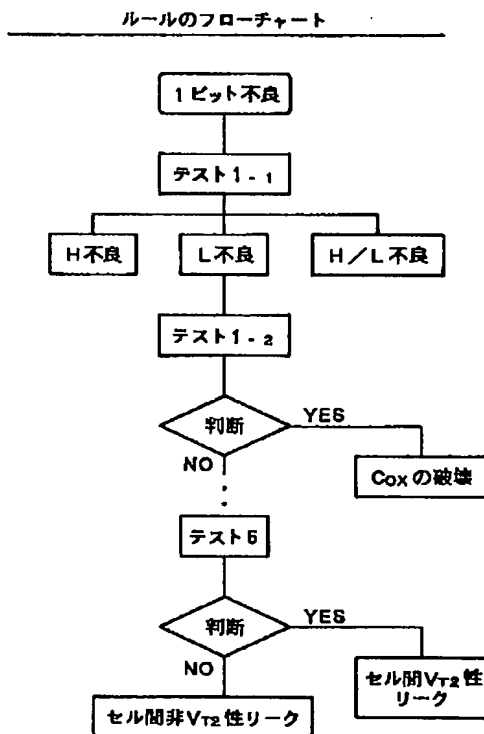 ルールのフローチャート
1ビット不良
テスト1-1
H不良
L不良
H/L不良
テスト1-2
判断
YES
NO
Coxの破壊
テスト5
判断
YES
NO
セル間VT2性
リーク
セル間非VT2性リーク